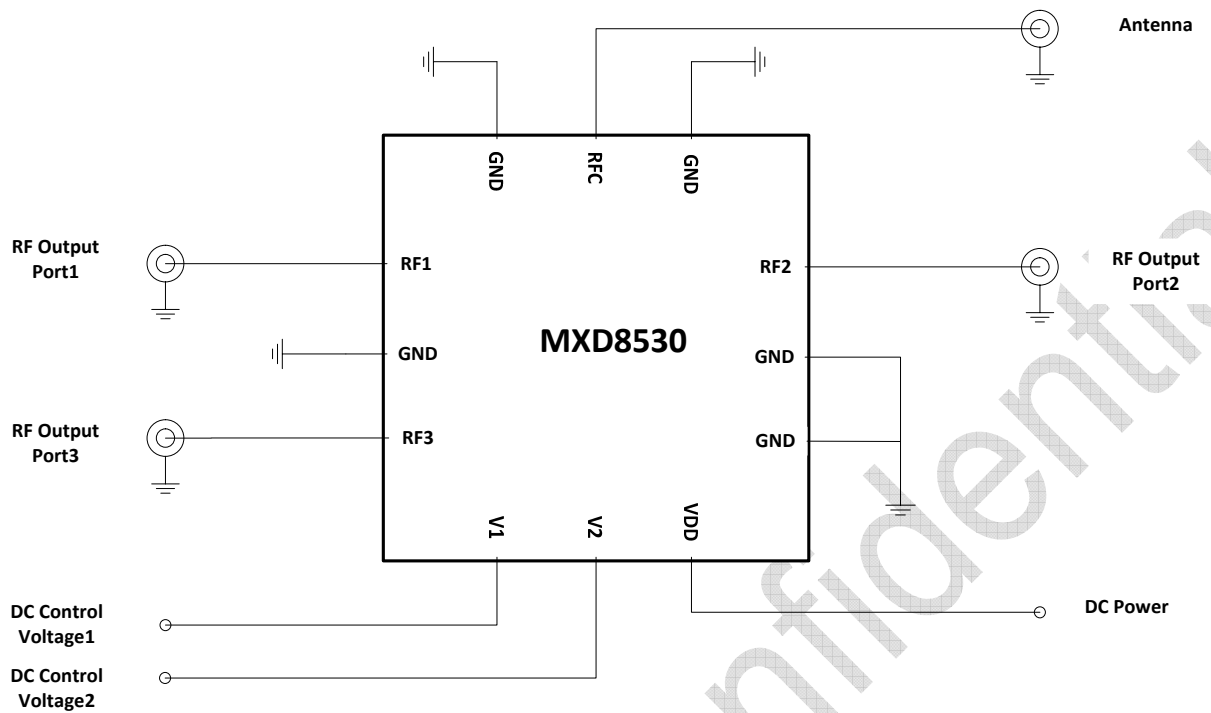 Antenna
GND
RFC
GND
RF Output
Port1
RF1
RF2
RF Output
Port2
MXD8530
GND
GND
RF Output
Port3
RF3
GND
V1
V2
VDD
DC Control
Voltage1
DC Power
DC Control
Voltage2